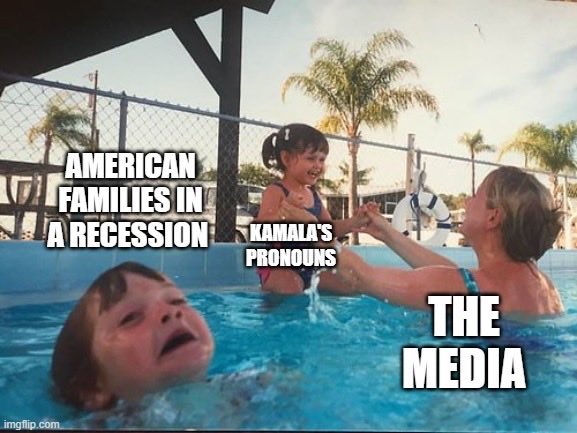 AMERICAN
FAMILIES IN
A RECESSION
KAMALA'S
PRONOUNS
THE
MEDIA
imgflip.com